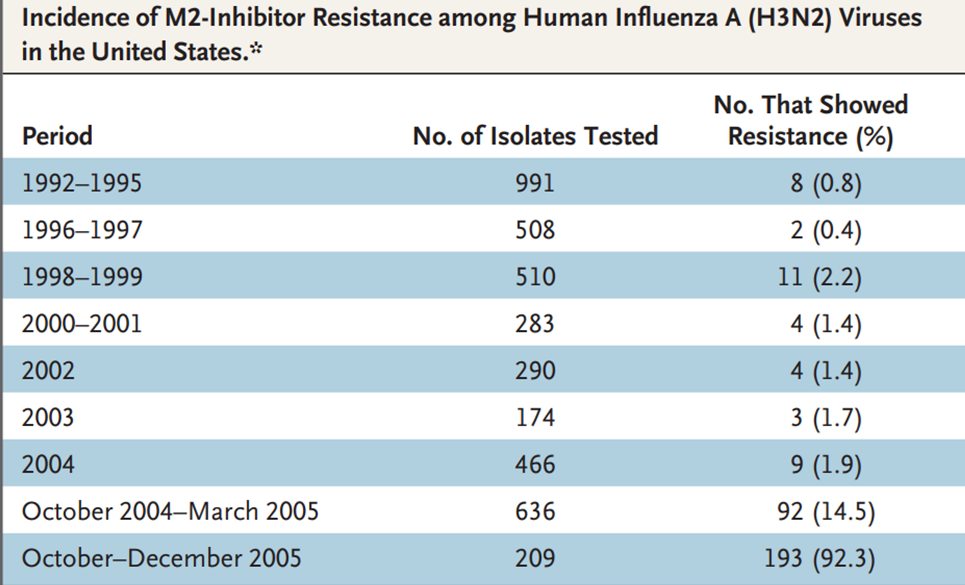 Incidence of M2-Inhibitor Resistance among Human Influenza A (H3N2) Viruses
in the United States.*
Period No. of Isolates Tested No. That Showed Resistance (%)
1992–1995 991 8 (0.8)
1996–1997 508 2 (0.4)
1998–1999 510 11 (2.2)
2000–2001 283 4 (1.4)
2002 290 4 (1.4)
2003 174 3 (1.7)
2004 466 9 (1.9)
October 2004–March 2005 636 92 (14.5)
October–December 2005 209 193 (92.3)